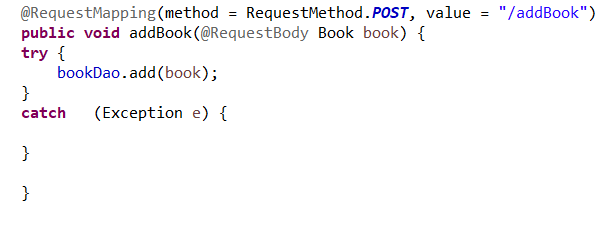 @RequestMapping(method = RequestMethod.POST, value = "/addBook")
public void addBook(@RequestBody Book book) {
try {
    bookDao.add(book);
}
catch   (Exception e) {
}
}